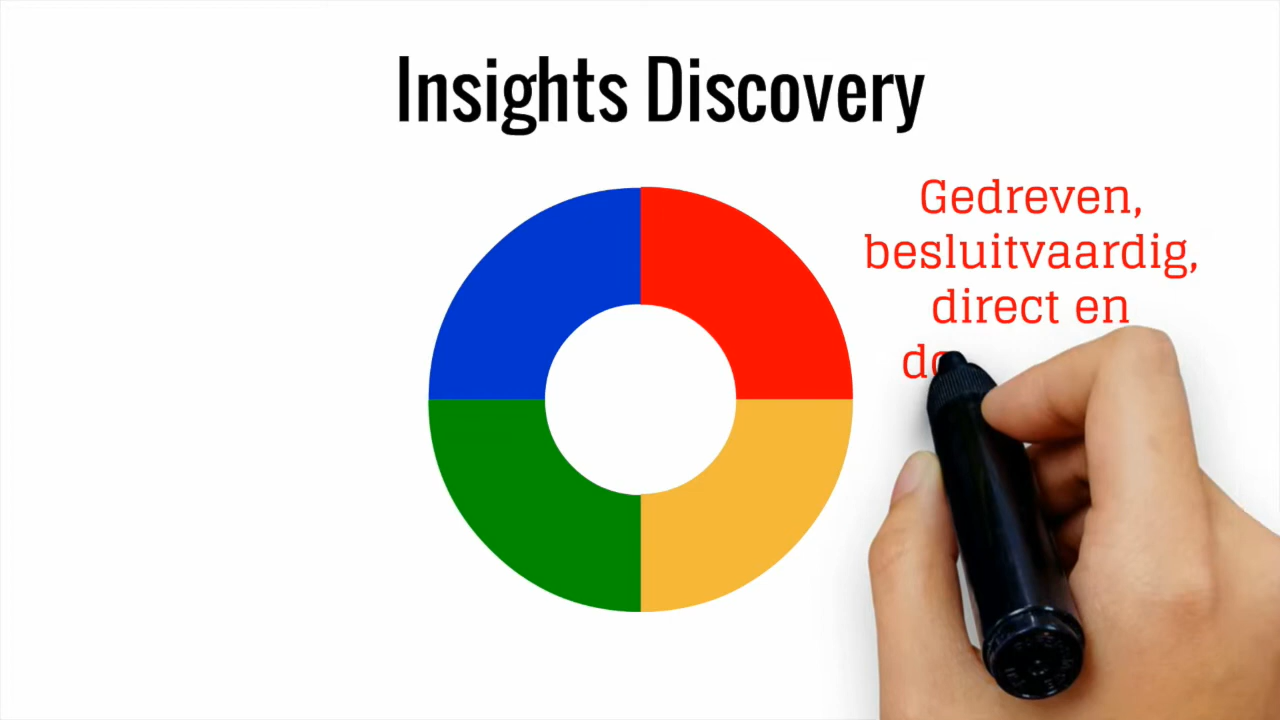 Insights Discovery
Gedreven,
besluitvaardig,
direct en